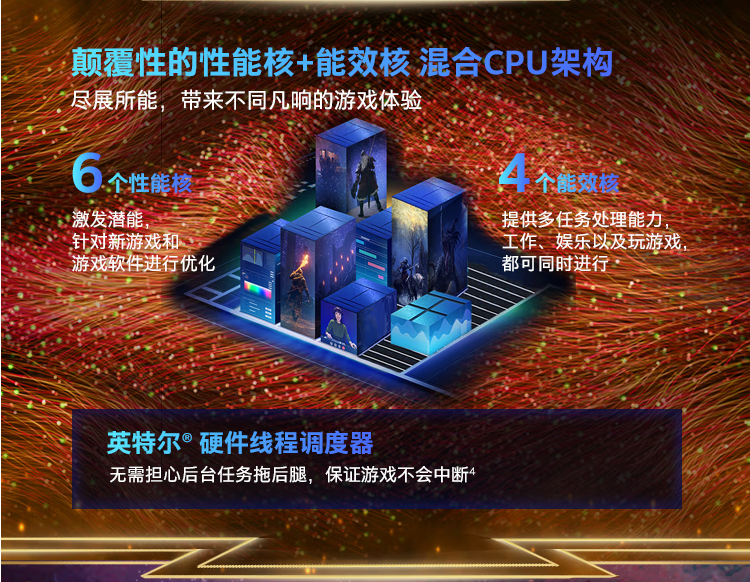 颠覆性的性能核+能效核 混合CPU架构
尽展所能，带来不同凡响的游戏体验
6个性能核
激发潜能，
针对新游戏和
游戏软件进行优化
4个能效核
提供多任务处理能力，
工作、娱乐以及玩游戏，
都可同时进行*
英特尔® 硬件线程调度器
无需担心后台任务拖后腿，保证游戏不会中断⁴